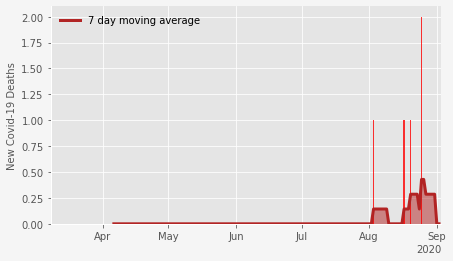 7 day moving average
New Covid-19 Deaths
2.00
1.75
1.50
1.25
1.00
0.75
0.50
0.25
0.00
Apr
May
Jun
Jul
Aug
Sep
2020